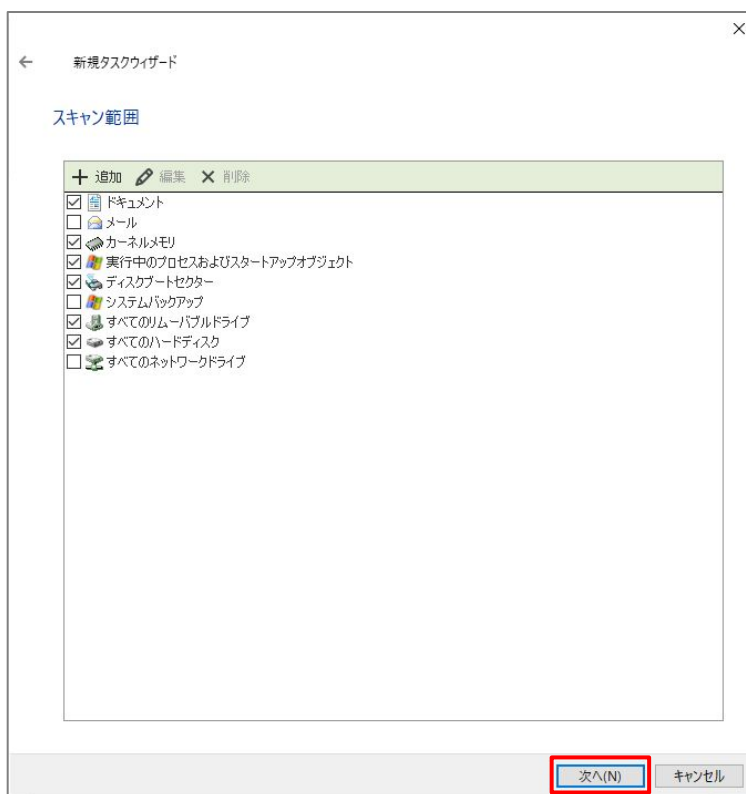 新規タスクウィザード
スキャン範囲
追加 編集 削除
ドキュメント
メール
カーネルメモリ
実行中のプロセスおよびスタートアップオブジェクト
ディスクブートセクター
システムバックアップ
すべてのリムーバブルドライブ
すべてのハードディスク
すべてのネットワークドライブ
次へ(N) キャンセル